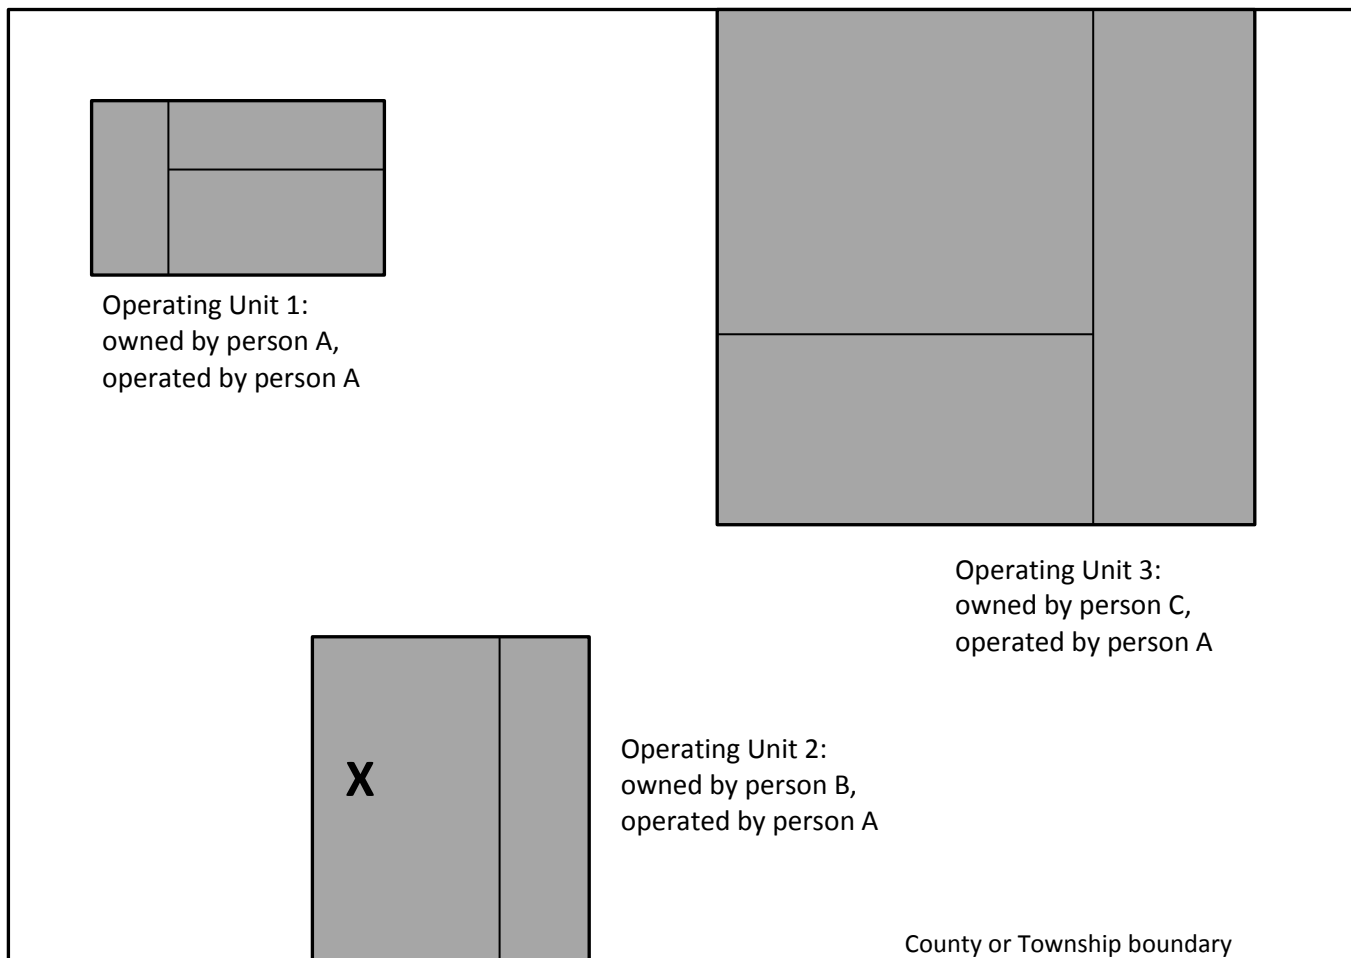 Operating Unit 1:
owned by person A,
operated by person A
Operating Unit 3:
owned by person C,
operated by person A
X
Operating Unit 2:
owned by person B,
operated by person A
County or Township boundary